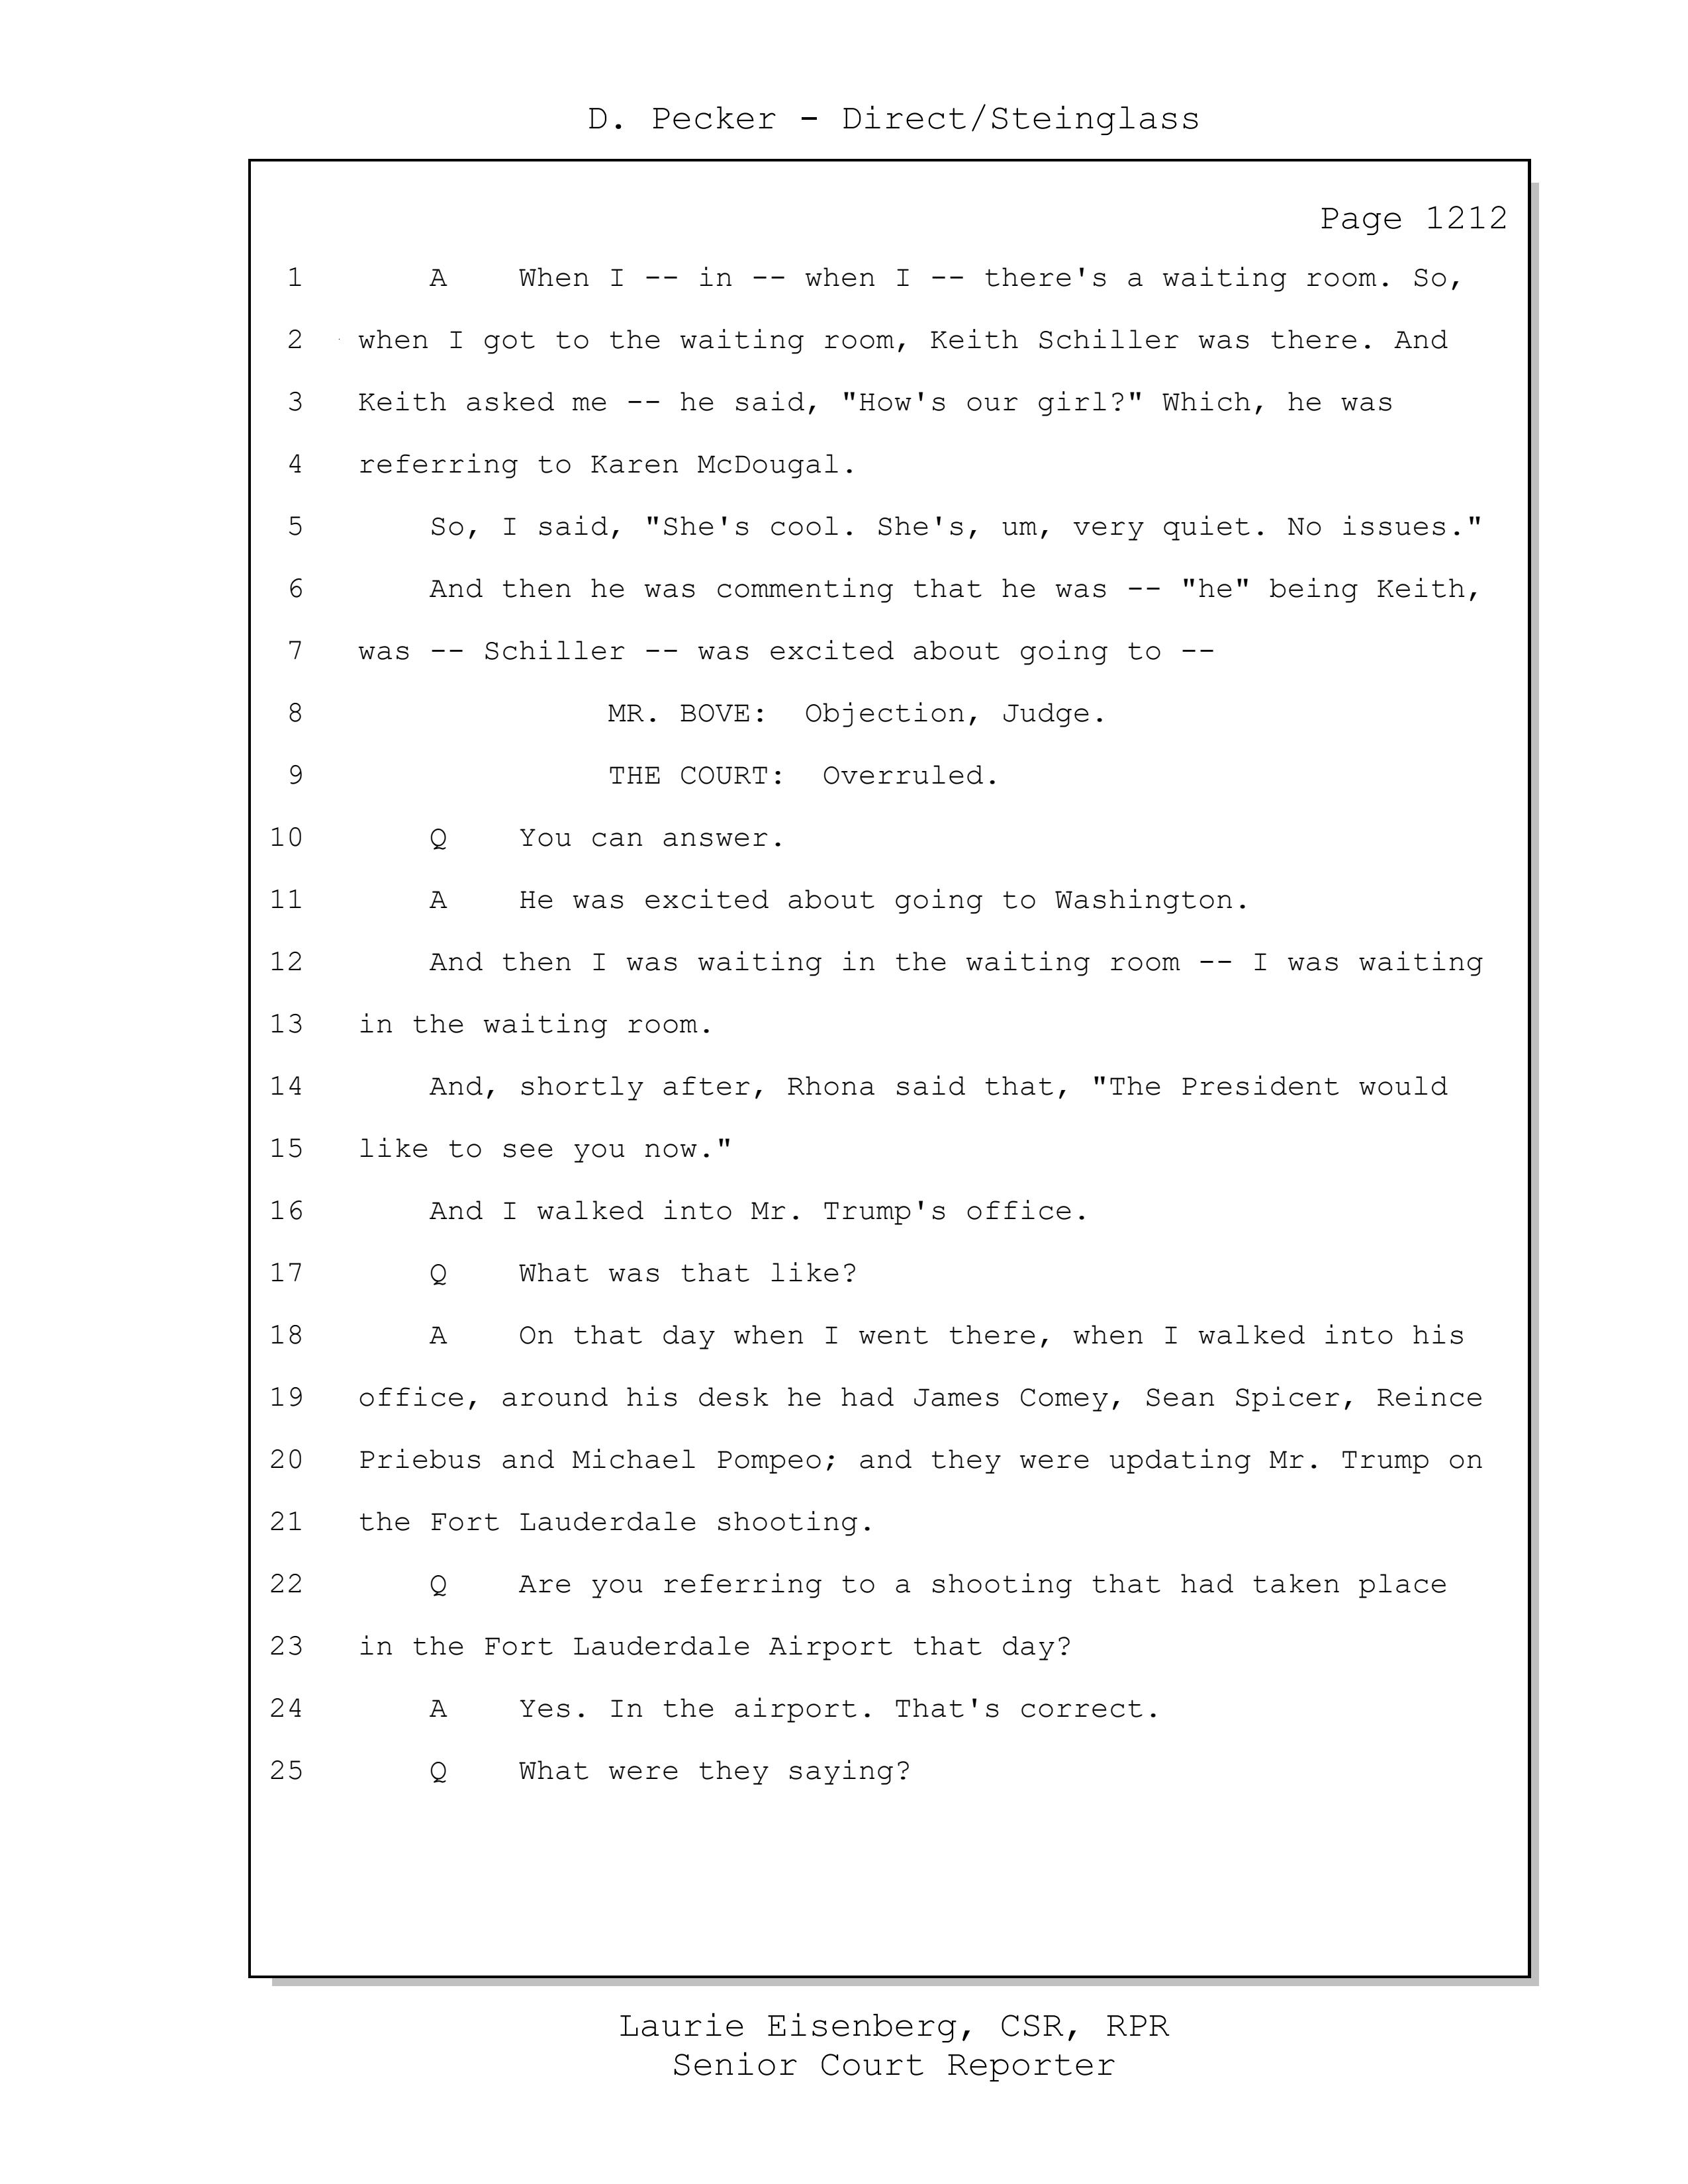 D. Pecker - Direct/Steinglass
Page 1212
1 A When I -- in -- when I -- there's a waiting room. So,
2 when I got to the waiting room, Keith Schiller was there. And
3 Keith asked me -- he said, "How's our girl?" Which, he was
4 referring to Karen McDougal.
5 So, I said, "She's cool. She's, um, very quiet. No issues."
6 And then he was commenting that he was -- "he" being Keith,
7 was -- Schiller -- was excited about going to --
8 MR. BOVE: Objection, Judge.
9 THE COURT: Overruled.
10 Q You can answer.
11 A He was excited about going to Washington.
12 And then I was waiting in the waiting room -- I was waiting
13 in the waiting room.
14 And, shortly after, Rhona said that, "The President would
15 like to see you now."
16 And I walked into Mr. Trump's office.
17 Q What was that like?
18 A On that day when I went there, when I walked into his
19 office, around his desk he had James Comey, Sean Spicer, Reince
20 Priebus and Michael Pompeo; and they were updating Mr. Trump on
21 the Fort Lauderdale shooting.
22 Q Are you referring to a shooting that had taken place
23 in the Fort Lauderdale Airport that day?
24 A Yes. In the airport. That's correct.
25 Q What were they saying?
Laurie Eisenberg, CSR, RPR
Senior Court Reporter